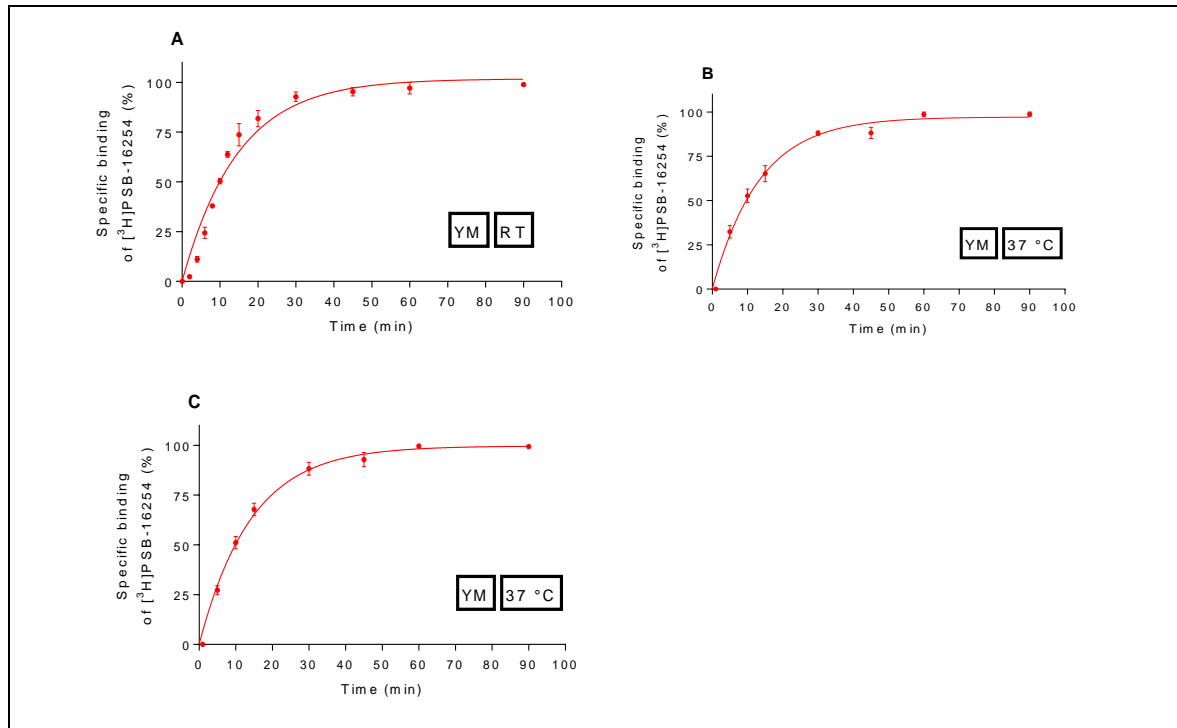 A
Specific binding
of [³H]PSB-16254 (%)
100
75
50
25
0
YM RT
0 10 20 30 40 50 60 70 80 90 100
Time (min)
B
Specific binding
of [³H]PSB-16254 (%)
100
75
50
25
0
YM 37 °C
0 10 20 30 40 50 60 70 80 90 100
Time (min)
C
Specific binding
of [³H]PSB-16254 (%)
100
75
50
25
0
YM 37 °C
0 10 20 30 40 50 60 70 80 90 100
Time (min)